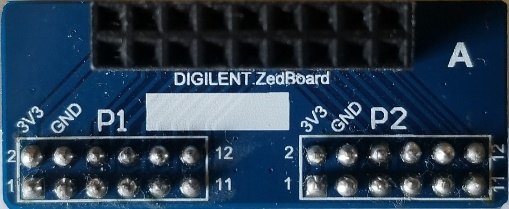 A
DIGILENT ZedBoard
3V3 GND P1
3V3 GND P2
2 12
1 11
2 12
1 11